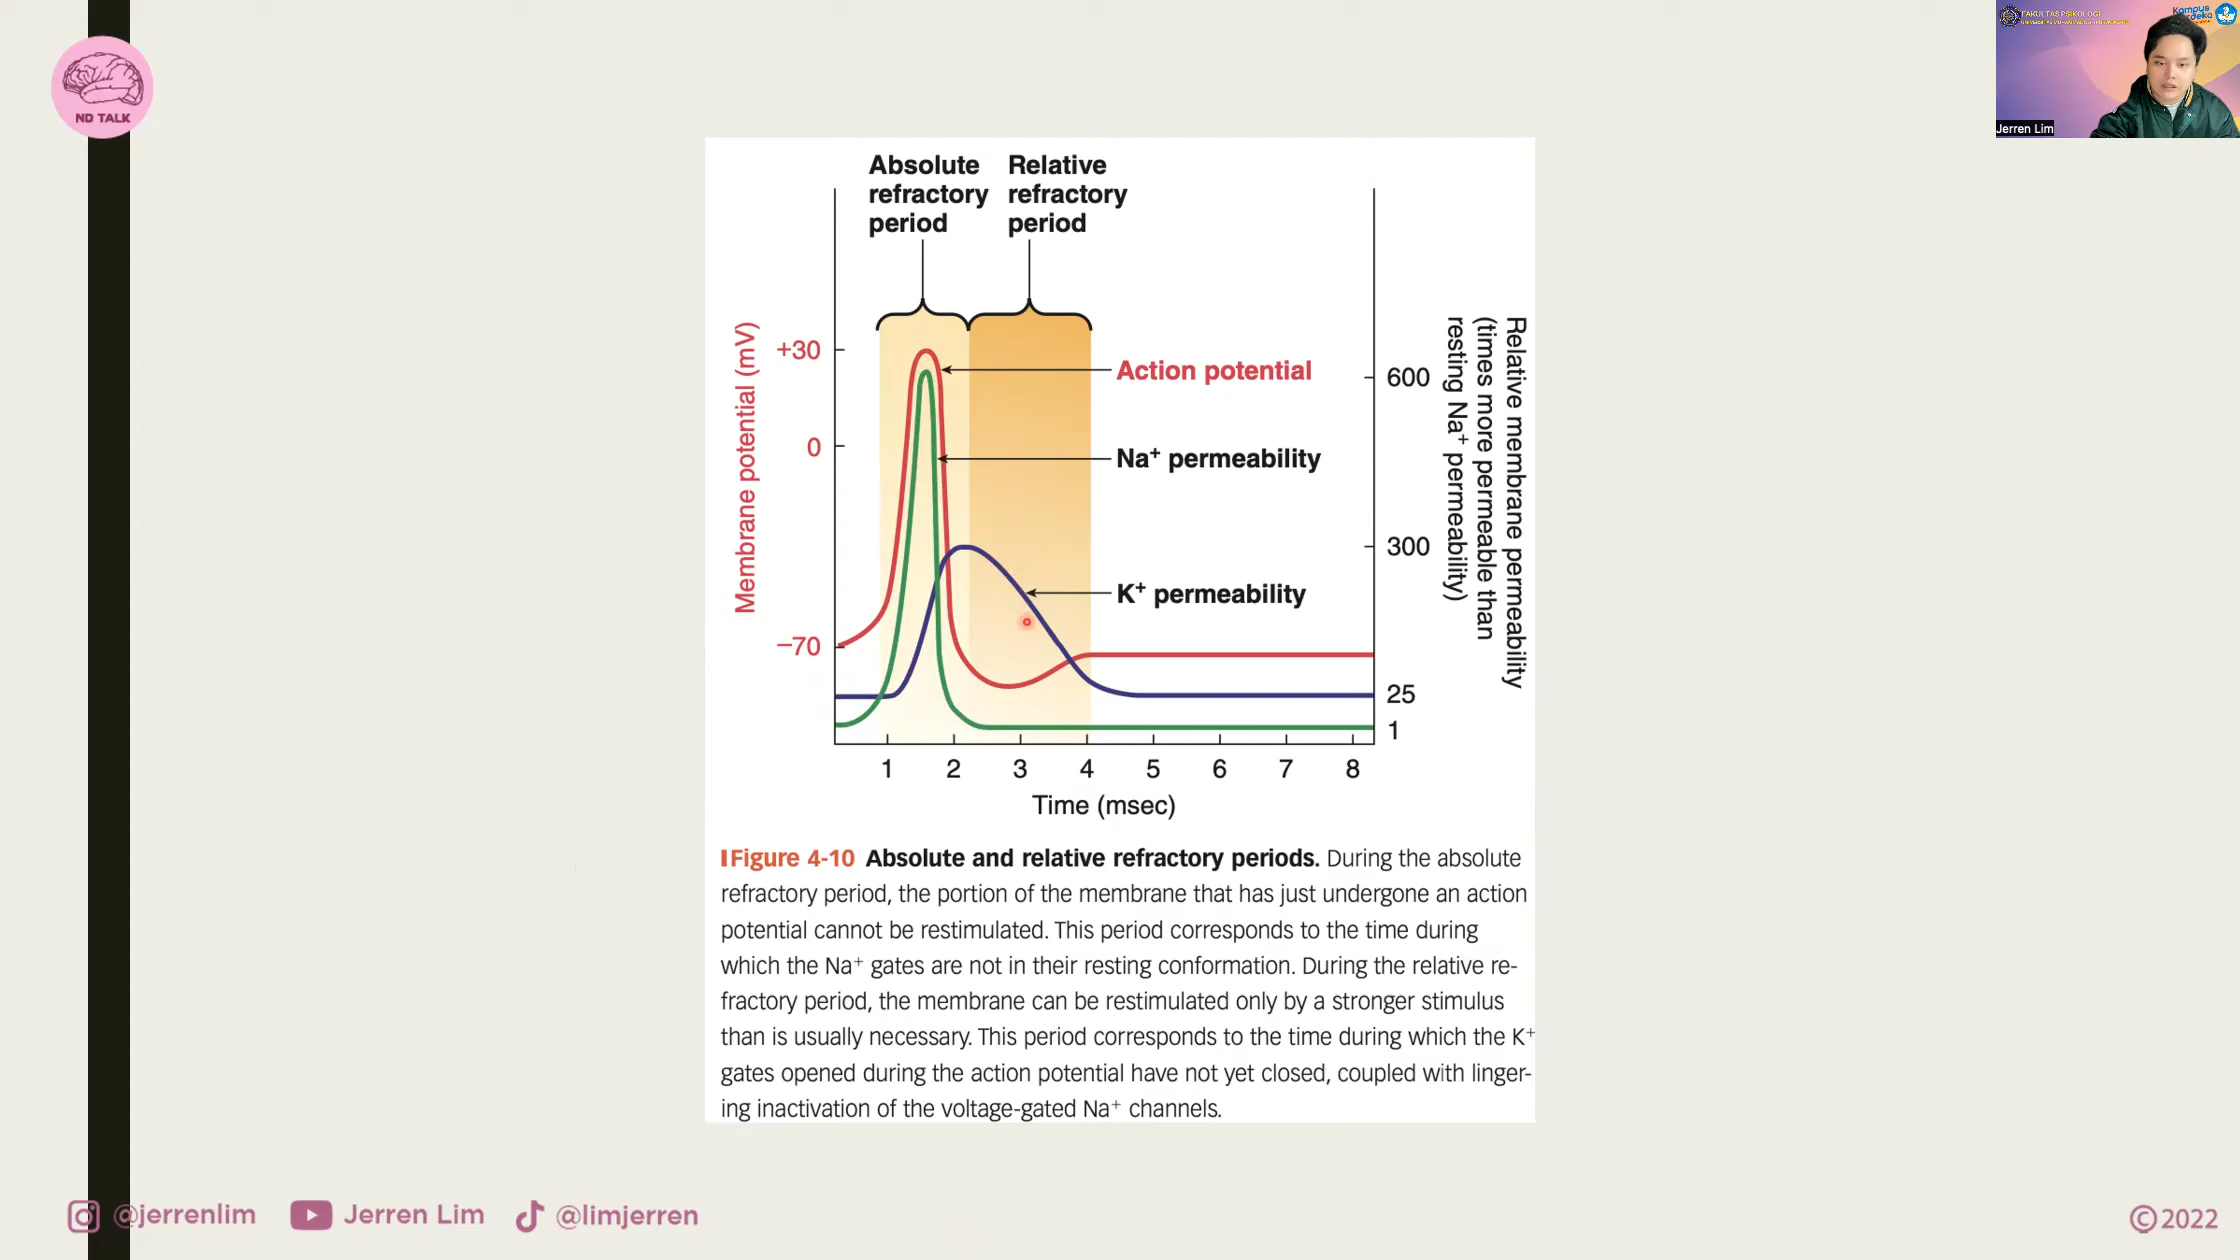 ND TALK
FAKULTAS PSIKOLOGI
Kampus
Jerren Lim
Absolute
refractory
period
Relative
refractory
period
Membrane potential (mV)
+30
0
−70
Action potential
Na⁺ permeability
K⁺ permeability
600
300
25
1
Relative membrane permeability
(times more permeable than
resting Na⁺ permeability)
1 2 3 4 5 6 7 8
Time (msec)
Figure 4-10 Absolute and relative refractory periods. During the absolute
refractory period, the portion of the membrane that has just undergone an action
potential cannot be restimulated. This period corresponds to the time during
which the Na⁺ gates are not in their resting conformation. During the relative re-
fractory period, the membrane can be restimulated only by a stronger stimulus
than is usually necessary. This period corresponds to the time during which the K⁺
gates opened during the action potential have not yet closed, coupled with linger-
ing inactivation of the voltage-gated Na⁺ channels.
@jerrenlim
Jerren Lim
@limjerren
©2022